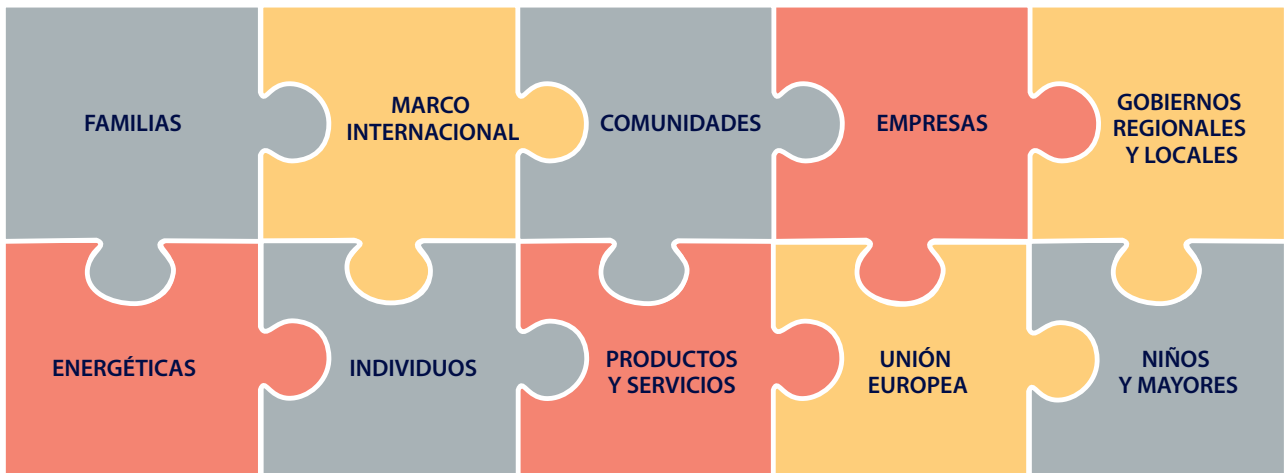 FAMILIAS
MARCO
INTERNACIONAL
COMUNIDADES
EMPRESAS
GOBIERNOS
REGIONALES
Y LOCALES
ENERGÉTICAS
INDIVIDUOS
PRODUCTOS
Y SERVICIOS
UNIÓN
EUROPEA
NIÑOS
Y MAYORES